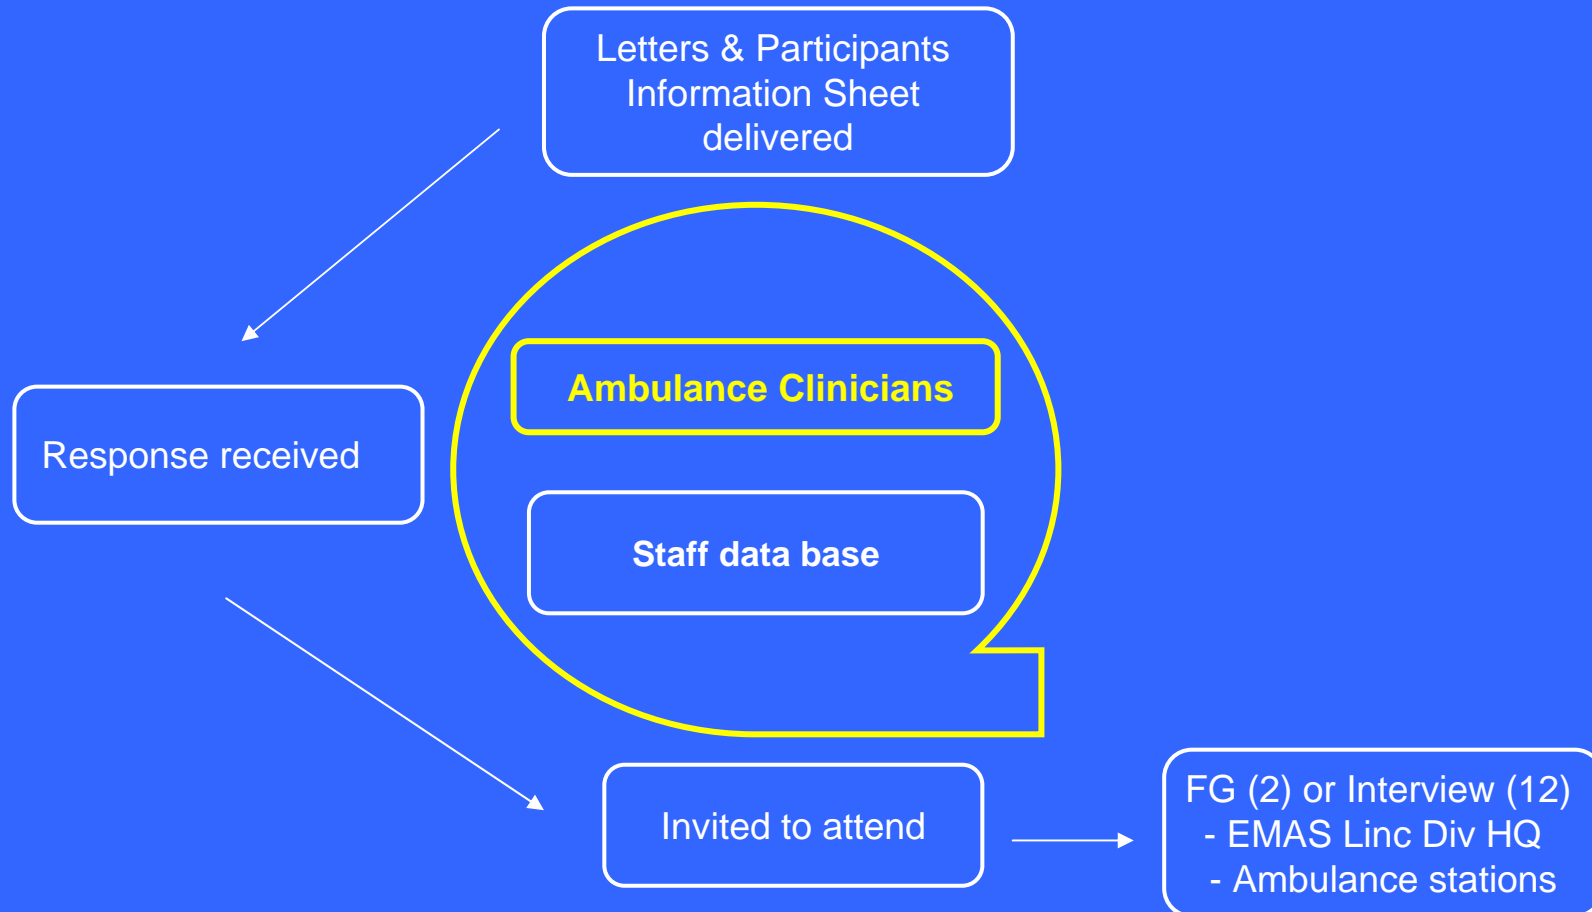 Letters & Participants
Information Sheet
delivered
Ambulance Clinicians
Response received
Staff data base
Invited to attend
FG (2) or Interview (12)
- EMAS Linc Div HQ
- Ambulance stations